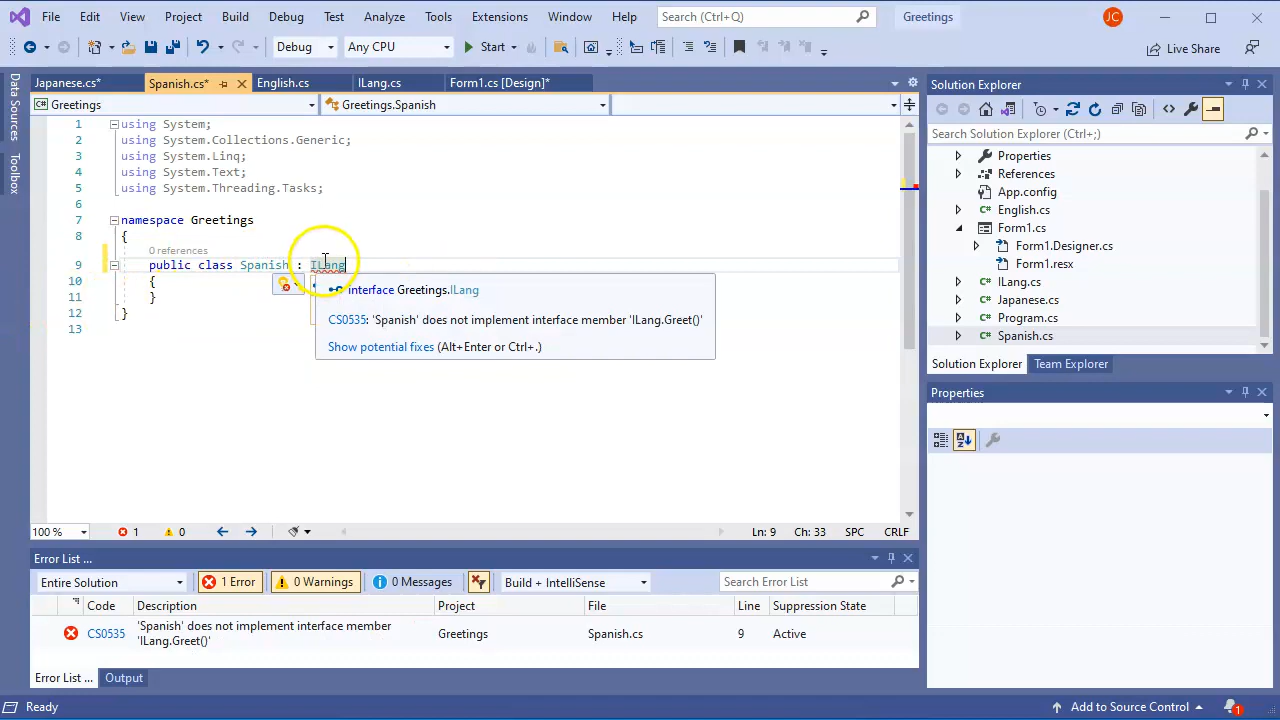 File Edit View Project Build Debug Test Analyze Tools Extensions Window Help Search (Ctrl+Q) Greetings JC
Debug Any CPU Start Live Share
Data Sources
Toolbox
Japanese.cs* Spanish.cs* English.cs ILang.cs Form1.cs [Design]*
Greetings Greetings.Spanish
1 using System;
2 using System.Collections.Generic;
3 using System.Linq;
4 using System.Text;
5 using System.Threading.Tasks;
6
7 namespace Greetings
8 {
0 references
9 public class Spanish : ILang
10 {
11 }
12 }
13
interface Greetings.ILang
CS0535: 'Spanish' does not implement interface member 'ILang.Greet()'
Show potential fixes (Alt+Enter or Ctrl+.)
100 % 1 0 Ln: 9 Ch: 33 SPC CRLF
Error List ...
Entire Solution 1 Error 0 Warnings 0 Messages Build + IntelliSense Search Error List
Code Description Project File Line Suppression State
CS0535 'Spanish' does not implement interface member 'ILang.Greet()' Greetings Spanish.cs 9 Active
Error List ... Output
Solution Explorer
Search Solution Explorer (Ctrl+;)
Properties
References
App.config
English.cs
Form1.cs
Form1.Designer.cs
Form1.resx
ILang.cs
Japanese.cs
Program.cs
Spanish.cs
Solution Explorer Team Explorer
Properties
Ready Add to Source Control 1